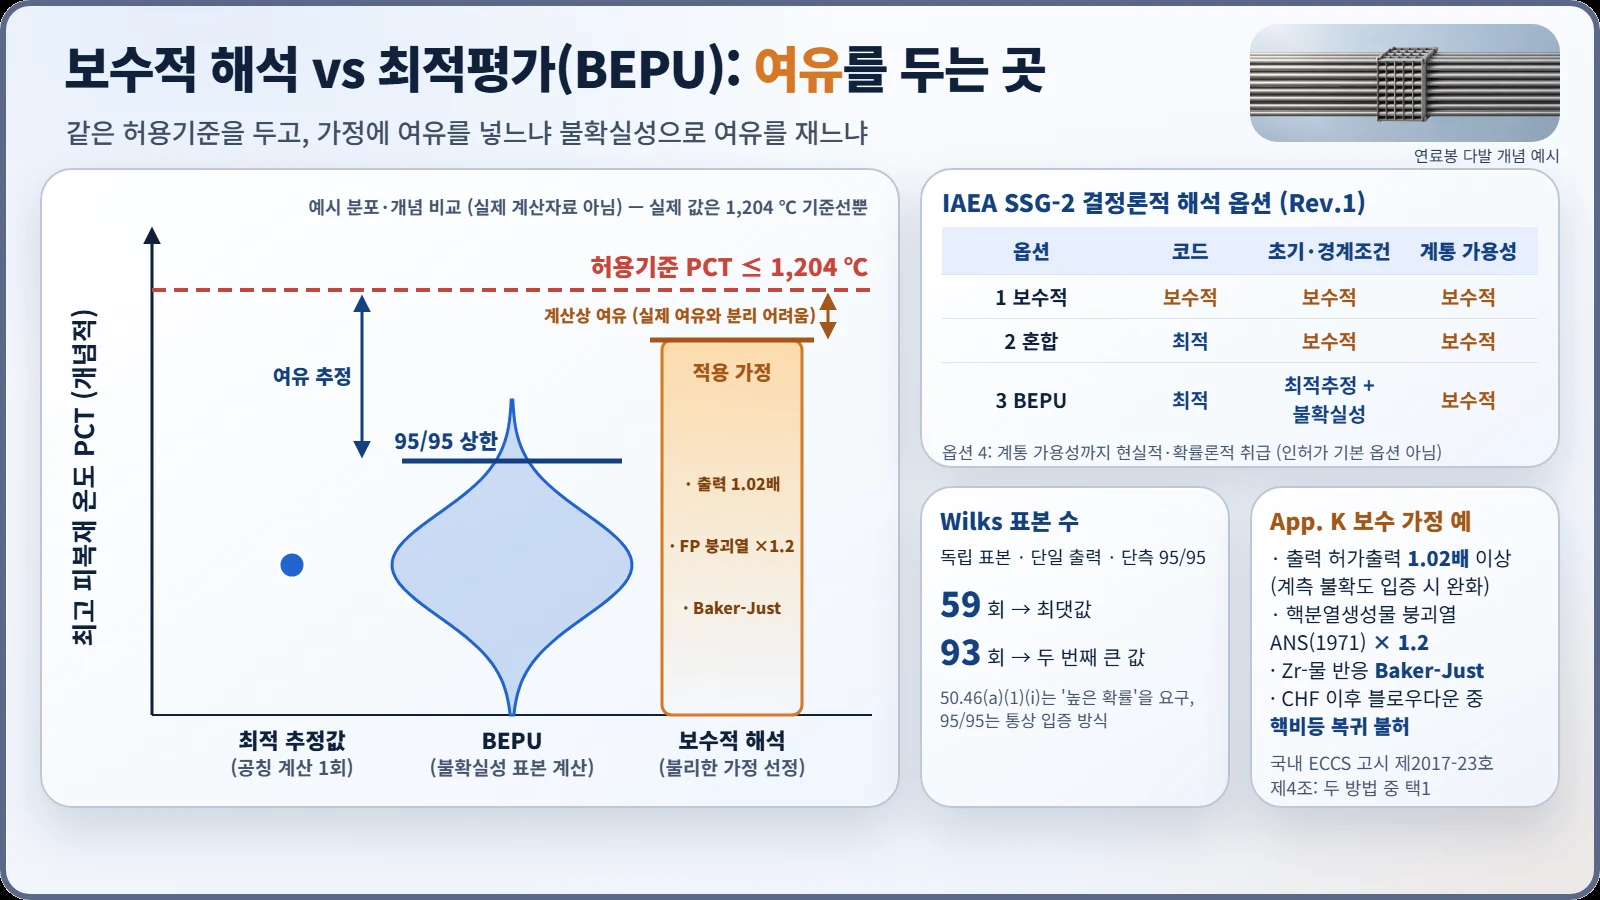 보수적 해석 vs 최적평가(BEPU): 여유를 두는 곳
같은 허용기준을 두고, 가정에 여유를 넣느냐 불확실성으로 여유를 재느냐
연료봉 다발 개념 예시
예시 분포·개념 비교 (실제 계산자료 아님) — 실제 값은 1,204 °C 기준선뿐
허용기준 PCT ≤ 1,204 °C
계산상 여유 (실제 여유와 분리 어려움)
여유 추정
95/95 상한
적용 가정
· 출력 1.02배
· FP 붕괴열 ×1.2
· Baker-Just
최고 피복재 온도 PCT (개념적)
최적 추정값
(공칭 계산 1회)
BEPU
(불확실성 표본 계산)
보수적 해석
(불리한 가정 선정)
IAEA SSG-2 결정론적 해석 옵션 (Rev.1)
옵션 코드 초기·경계조건 계통 가용성
1 보수적 보수적 보수적 보수적
2 혼합 최적 보수적 보수적
3 BEPU 최적 최적추정 + 불확실성 보수적
옵션 4: 계통 가용성까지 현실적·확률론적 취급 (인허가 기본 옵션 아님)
Wilks 표본 수
독립 표본 · 단일 출력 · 단측 95/95
59 회 → 최댓값
93 회 → 두 번째 큰 값
50.46(a)(1)(i)는 '높은 확률'을 요구,
95/95는 통상 입증 방식
App. K 보수 가정 예
· 출력 허가출력 1.02배 이상
(계측 불확도 입증 시 완화)
· 핵분열생성물 붕괴열
ANS(1971) × 1.2
· Zr-물 반응 Baker-Just
· CHF 이후 블로우다운 중
핵비등 복귀 불허
국내 ECCS 고시 제2017-23호
제4조: 두 방법 중 택1